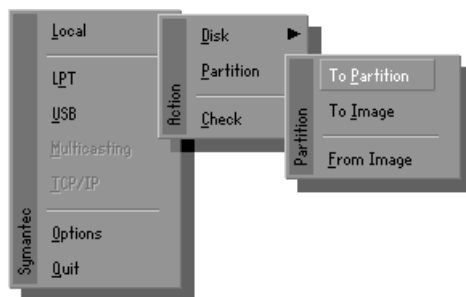 Local
LPT
USB
Multicasting
TCP/IP
Options
Quit
Symantec
Disk
Partition
Check
Action
To Partition
To Image
From Image
Partition